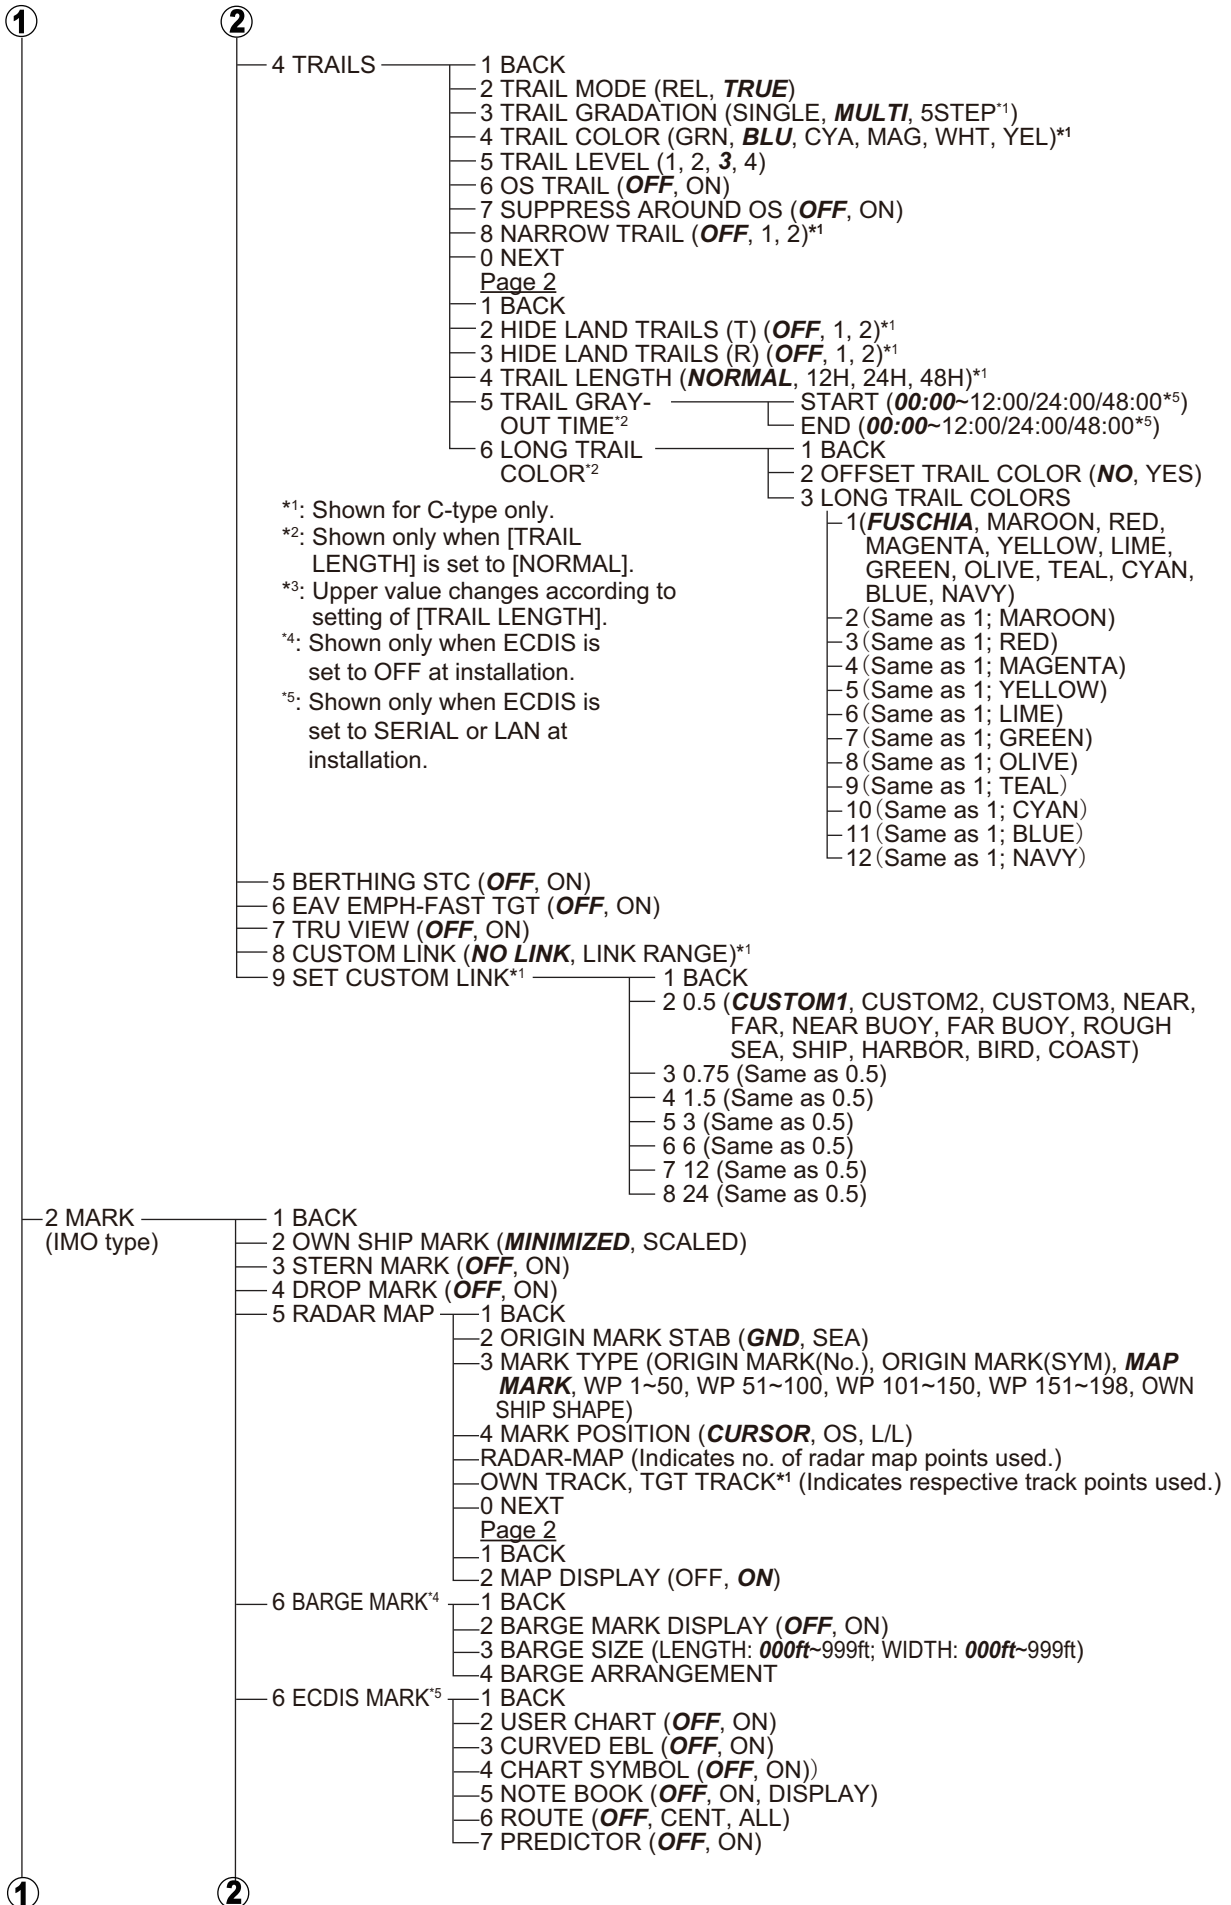 1
2
4 TRAILS
1 BACK
2 TRAIL MODE (REL, TRUE)
3 TRAIL GRADATION (SINGLE, MULTI, 5STEP*1)
4 TRAIL COLOR (GRN, BLU, CYA, MAG, WHT, YEL)*1
5 TRAIL LEVEL (1, 2, 3, 4)
6 OS TRAIL (OFF, ON)
7 SUPPRESS AROUND OS (OFF, ON)
8 NARROW TRAIL (OFF, 1, 2)*1
0 NEXT
Page 2
1 BACK
2 HIDE LAND TRAILS (T) (OFF, 1, 2)*1
3 HIDE LAND TRAILS (R) (OFF, 1, 2)*1
4 TRAIL LENGTH (NORMAL, 12H, 24H, 48H)*1
5 TRAIL GRAY-
OUT TIME*2
START (00:00~12:00/24:00/48:00*5)
END (00:00~12:00/24:00/48:00*5)
6 LONG TRAIL
COLOR*2
1 BACK
2 OFFSET TRAIL COLOR (NO, YES)
3 LONG TRAIL COLORS
1(FUSCHIA, MAROON, RED,
MAGENTA, YELLOW, LIME,
GREEN, OLIVE, TEAL, CYAN,
BLUE, NAVY)
2(Same as 1; MAROON)
3(Same as 1; RED)
4(Same as 1; MAGENTA)
5(Same as 1; YELLOW)
6(Same as 1; LIME)
7(Same as 1; GREEN)
8(Same as 1; OLIVE)
9(Same as 1; TEAL)
10(Same as 1; CYAN)
11(Same as 1; BLUE)
12(Same as 1; NAVY)
*1: Shown for C-type only.
*2: Shown only when [TRAIL
LENGTH] is set to [NORMAL].
*3: Upper value changes according to
setting of [TRAIL LENGTH].
*4: Shown only when ECDIS is
set to OFF at installation.
*5: Shown only when ECDIS is
set to SERIAL or LAN at
installation.
5 BERTHING STC (OFF, ON)
6 EAV EMPH-FAST TGT (OFF, ON)
7 TRU VIEW (OFF, ON)
8 CUSTOM LINK (NO LINK, LINK RANGE)*1
9 SET CUSTOM LINK*1
1 BACK
2 0.5 (CUSTOM1, CUSTOM2, CUSTOM3, NEAR,
FAR, NEAR BUOY, FAR BUOY, ROUGH
SEA, SHIP, HARBOR, BIRD, COAST)
3 0.75 (Same as 0.5)
4 1.5 (Same as 0.5)
5 3 (Same as 0.5)
6 6 (Same as 0.5)
7 12 (Same as 0.5)
8 24 (Same as 0.5)
2 MARK
(IMO type)
1 BACK
2 OWN SHIP MARK (MINIMIZED, SCALED)
3 STERN MARK (OFF, ON)
4 DROP MARK (OFF, ON)
5 RADAR MAP
1 BACK
2 ORIGIN MARK STAB (GND, SEA)
3 MARK TYPE (ORIGIN MARK(No.), ORIGIN MARK(SYM), MAP
MARK, WP 1~50, WP 51~100, WP 101~150, WP 151~198, OWN
SHIP SHAPE)
4 MARK POSITION (CURSOR, OS, L/L)
RADAR-MAP (Indicates no. of radar map points used.)
OWN TRACK, TGT TRACK*1 (Indicates respective track points used.)
0 NEXT
Page 2
1 BACK
2 MAP DISPLAY (OFF, ON)
6 BARGE MARK*4
1 BACK
2 BARGE MARK DISPLAY (OFF, ON)
3 BARGE SIZE (LENGTH: 000ft~999ft; WIDTH: 000ft~999ft)
4 BARGE ARRANGEMENT
6 ECDIS MARK*5
1 BACK
2 USER CHART (OFF, ON)
3 CURVED EBL (OFF, ON)
4 CHART SYMBOL (OFF, ON))
5 NOTE BOOK (OFF, ON, DISPLAY)
6 ROUTE (OFF, CENT, ALL)
7 PREDICTOR (OFF, ON)
1
2